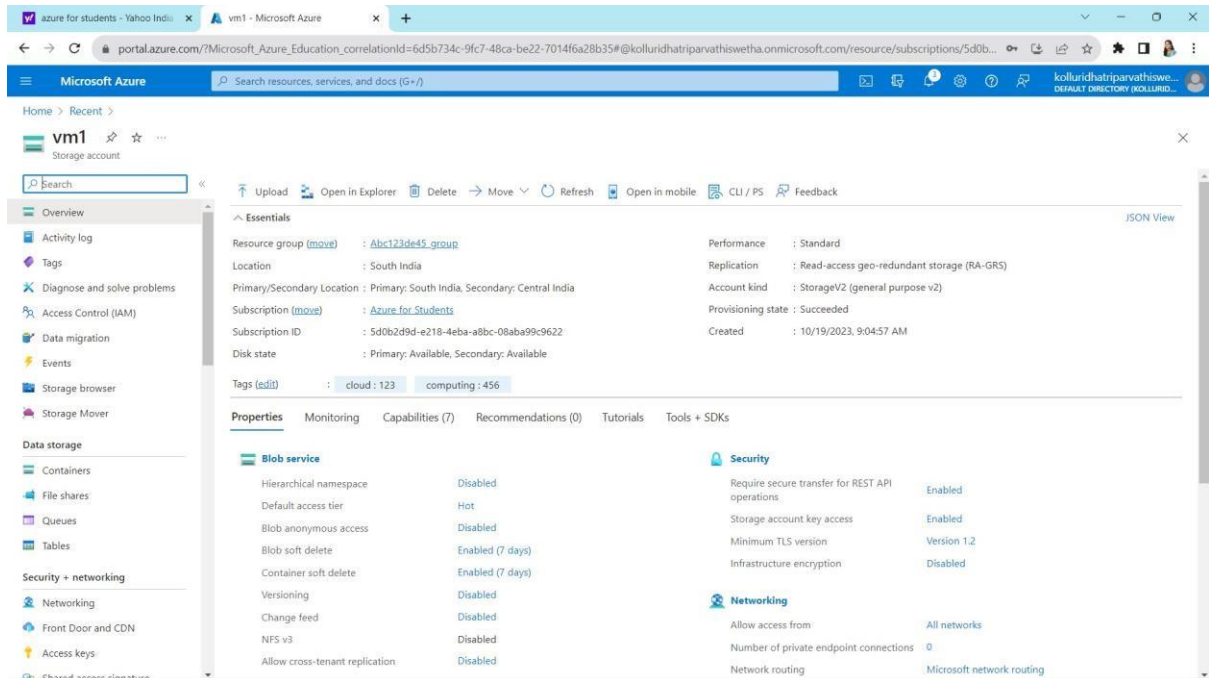 azure for students - Yahoo India
vm1 - Microsoft Azure
portal.azure.com/?Microsoft_Azure_Education_correlationId=6d5b734c-9fc7-48ca-be22-7014f6a28b35#@kolluridhatriparvathiswetha.onmicrosoft.com/resource/subscriptions/5d0b...
Microsoft Azure
Search resources, services, and docs (G+/)
3
kolluridhatriparvathiswe...
DEFAULT DIRECTORY (KOLLURID...
Home > Recent >
vm1
Storage account
Search
Upload Open in Explorer Delete Move Refresh Open in mobile CLI / PS Feedback
Overview
Activity log
Tags
Diagnose and solve problems
Access Control (IAM)
Data migration
Events
Storage browser
Storage Mover
Data storage
Containers
File shares
Queues
Tables
Security + networking
Networking
Front Door and CDN
Access keys
Shared access signature
Essentials
JSON View
Resource group (move) : Abc123de45_group
Location : South India
Primary/Secondary Location : Primary: South India, Secondary: Central India
Subscription (move) : Azure for Students
Subscription ID : 5d0b2d9d-e218-4eba-a8bc-08aba99c9622
Disk state : Primary: Available, Secondary: Available
Performance : Standard
Replication : Read-access geo-redundant storage (RA-GRS)
Account kind : StorageV2 (general purpose v2)
Provisioning state : Succeeded
Created : 10/19/2023, 9:04:57 AM
Tags (edit) : cloud : 123 computing : 456
Properties Monitoring Capabilities (7) Recommendations (0) Tutorials Tools + SDKs
Blob service
Hierarchical namespace Disabled
Default access tier Hot
Blob anonymous access Disabled
Blob soft delete Enabled (7 days)
Container soft delete Enabled (7 days)
Versioning Disabled
Change feed Disabled
NFS v3 Disabled
Allow cross-tenant replication Disabled
Security
Require secure transfer for REST API
operations Enabled
Storage account key access Enabled
Minimum TLS version Version 1.2
Infrastructure encryption Disabled
Networking
Allow access from All networks
Number of private endpoint connections 0
Network routing Microsoft network routing